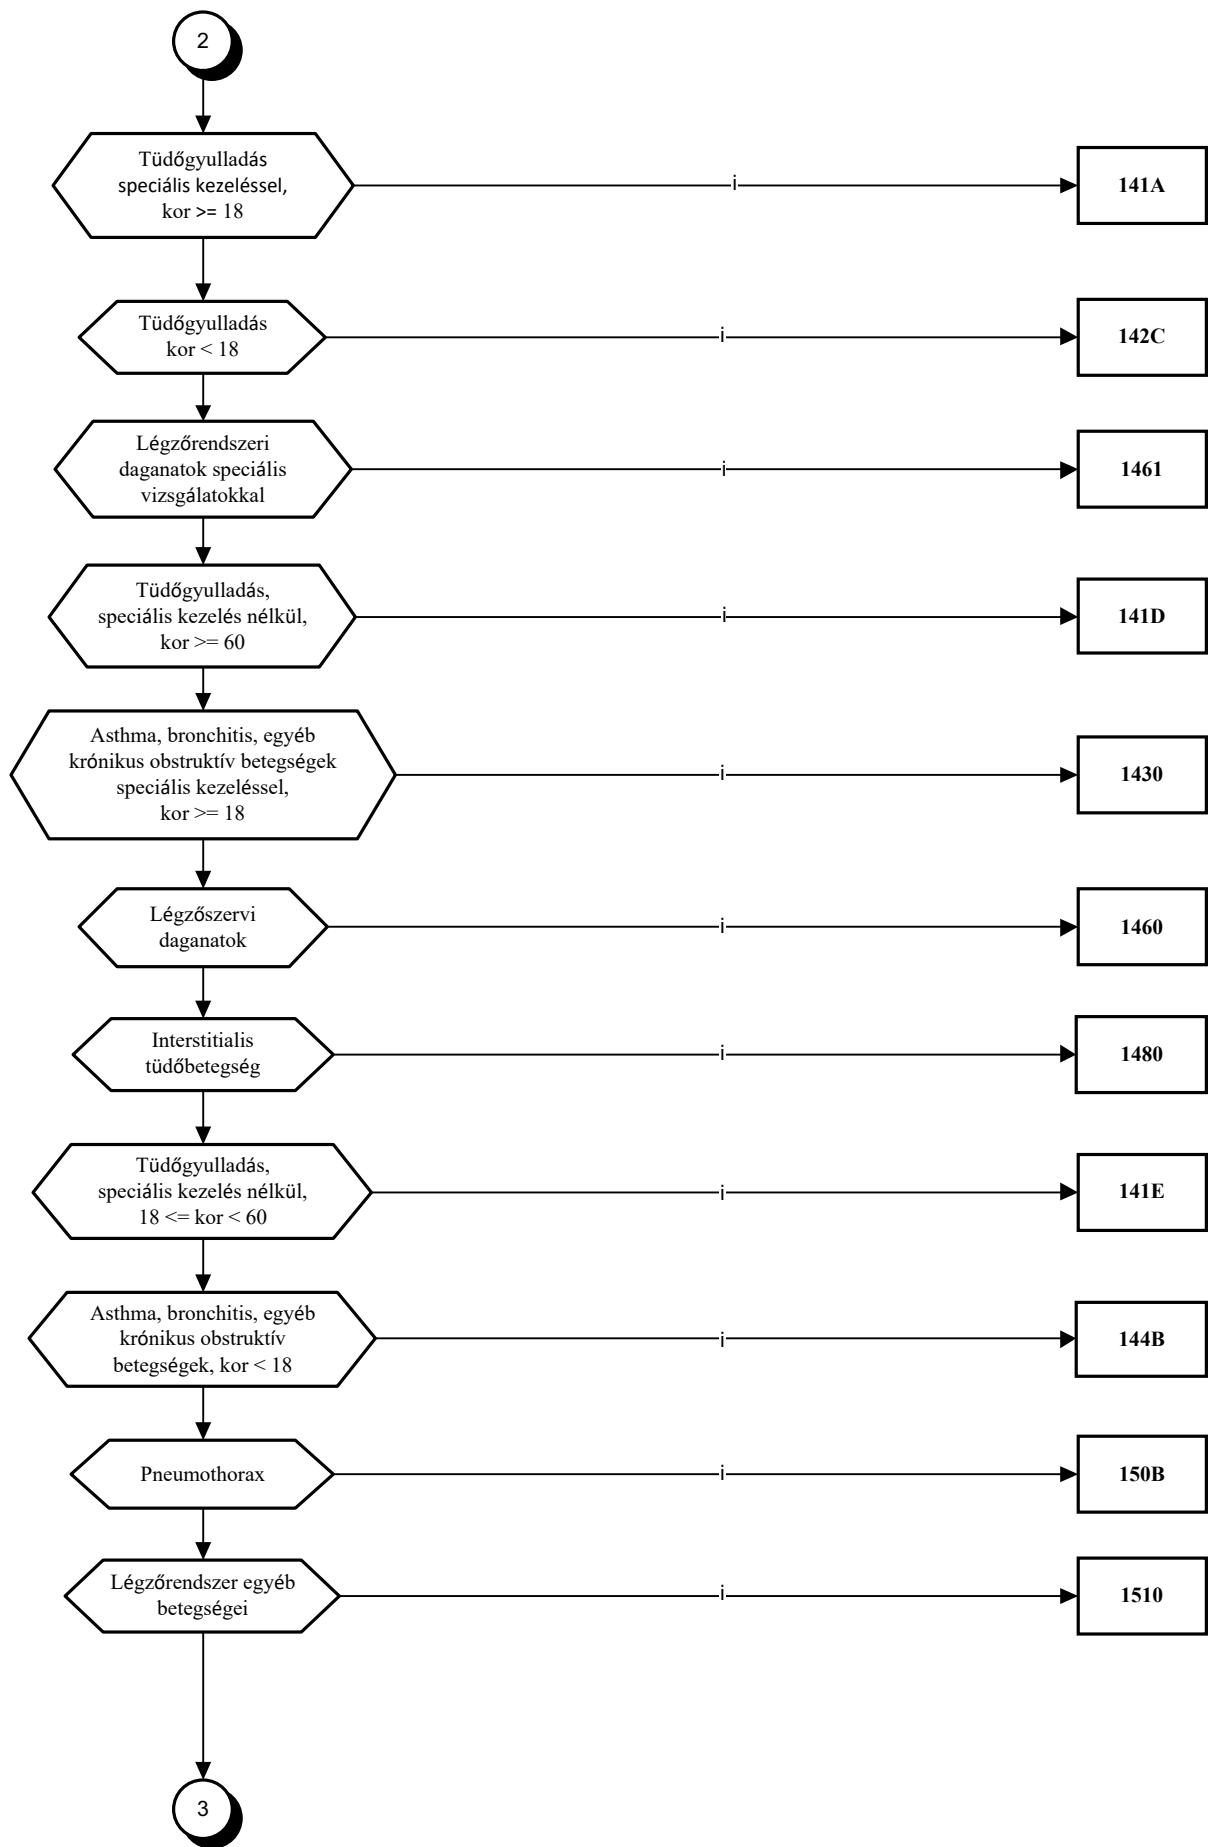 2
Tüdőgyulladás
speciális kezeléssel,
kor >= 18
i
141A
Tüdőgyulladás
kor < 18
i
142C
Légzőrendszeri
daganatok speciális
vizsgálatokkal
i
1461
Tüdőgyulladás,
speciális kezelés nélkül,
kor >= 60
i
141D
Asthma, bronchitis, egyéb
krónikus obstruktív betegségek
speciális kezeléssel,
kor >= 18
i
1430
Légzőszervi
daganatok
i
1460
Interstitialis
tüdőbetegség
i
1480
Tüdőgyulladás,
speciális kezelés nélkül,
18 <= kor < 60
i
141E
Asthma, bronchitis, egyéb
krónikus obstruktív
betegségek, kor < 18
i
144B
Pneumothorax
i
150B
Légzőrendszer egyéb
betegségei
i
1510
3